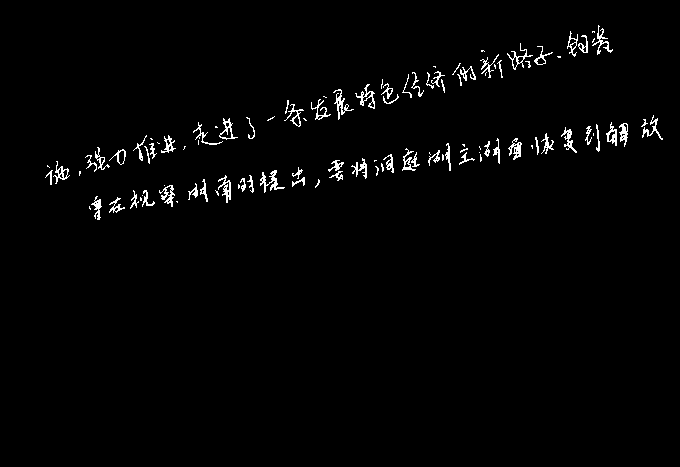 施,强力推进,走进了一条发展特色经济的新路子.钧瓷
曾在视察湖南时提出,要将洞庭湖主湖面恢复到解放